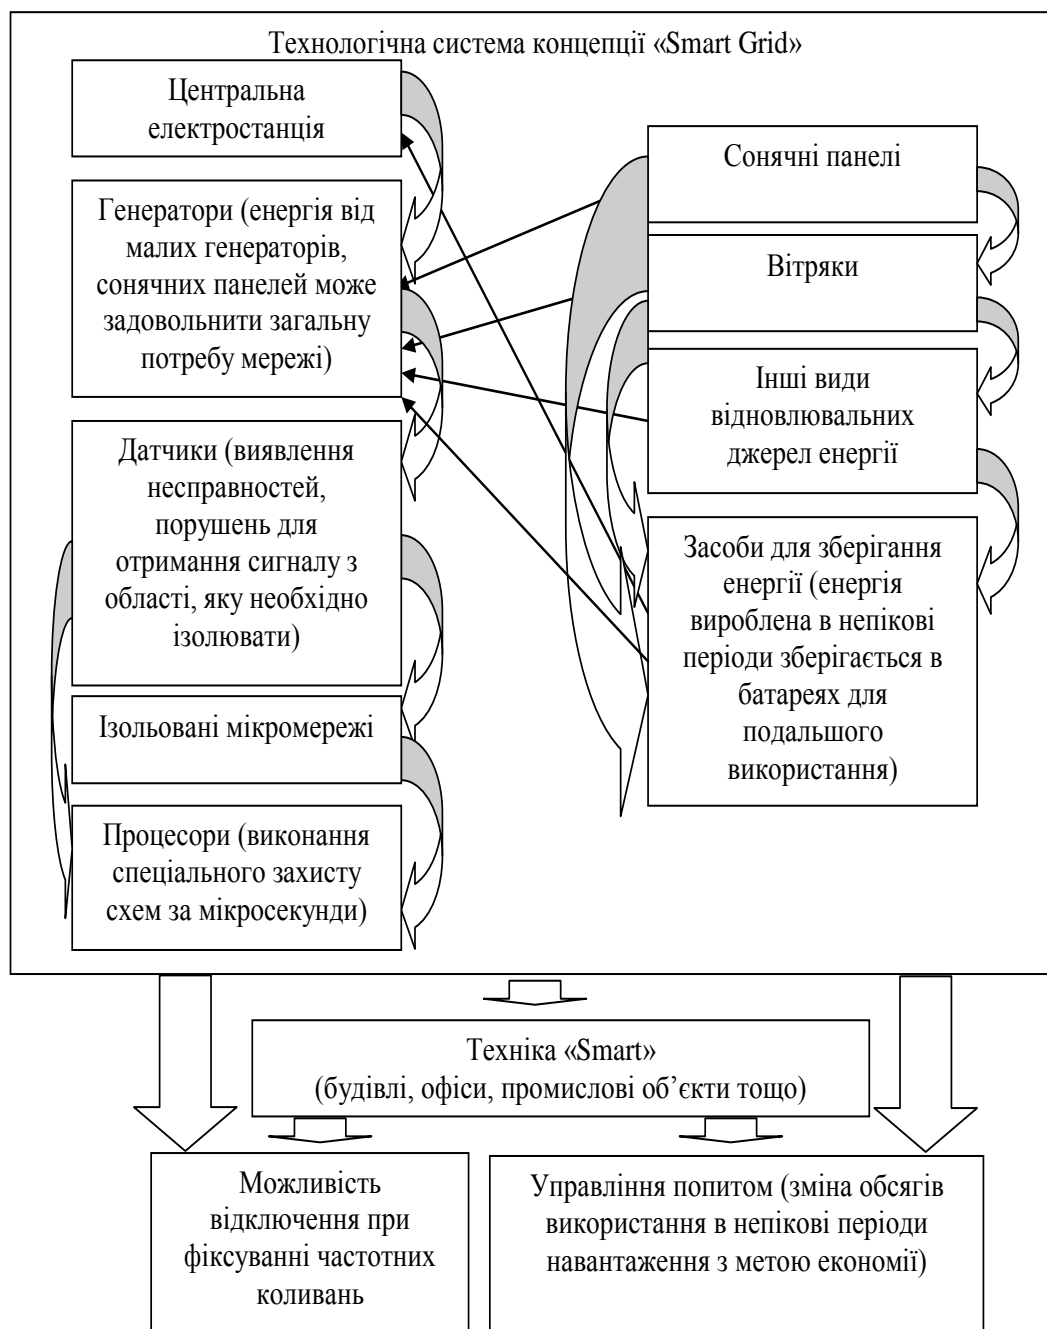 Технологічна система концепції «Smart Grid»
Центральна
електростанція
Генератори (енергія від
малих генераторів,
сонячних панелей може
задовольнити загальну
потребу мережі)
Датчики (виявлення
несправностей,
порушень для
отримання сигналу з
області, яку необхідно
ізолювати)
Ізольовані мікромережі
Процесори (виконання
спеціального захисту
схем за мікросекунди)
Сонячні панелі
Вітряки
Інші види
відновлювальних
джерел енергії
Засоби для зберігання
енергії (енергія
вироблена в непікові
періоди зберігається в
батареях для
подальшого
використання)
Техніка «Smart»
(будівлі, офіси, промислові об’єкти тощо)
Можливість
відключення при
фіксуванні частотних
коливань
Управління попитом (зміна обсягів
використання в непікові періоди
навантаження з метою економії)